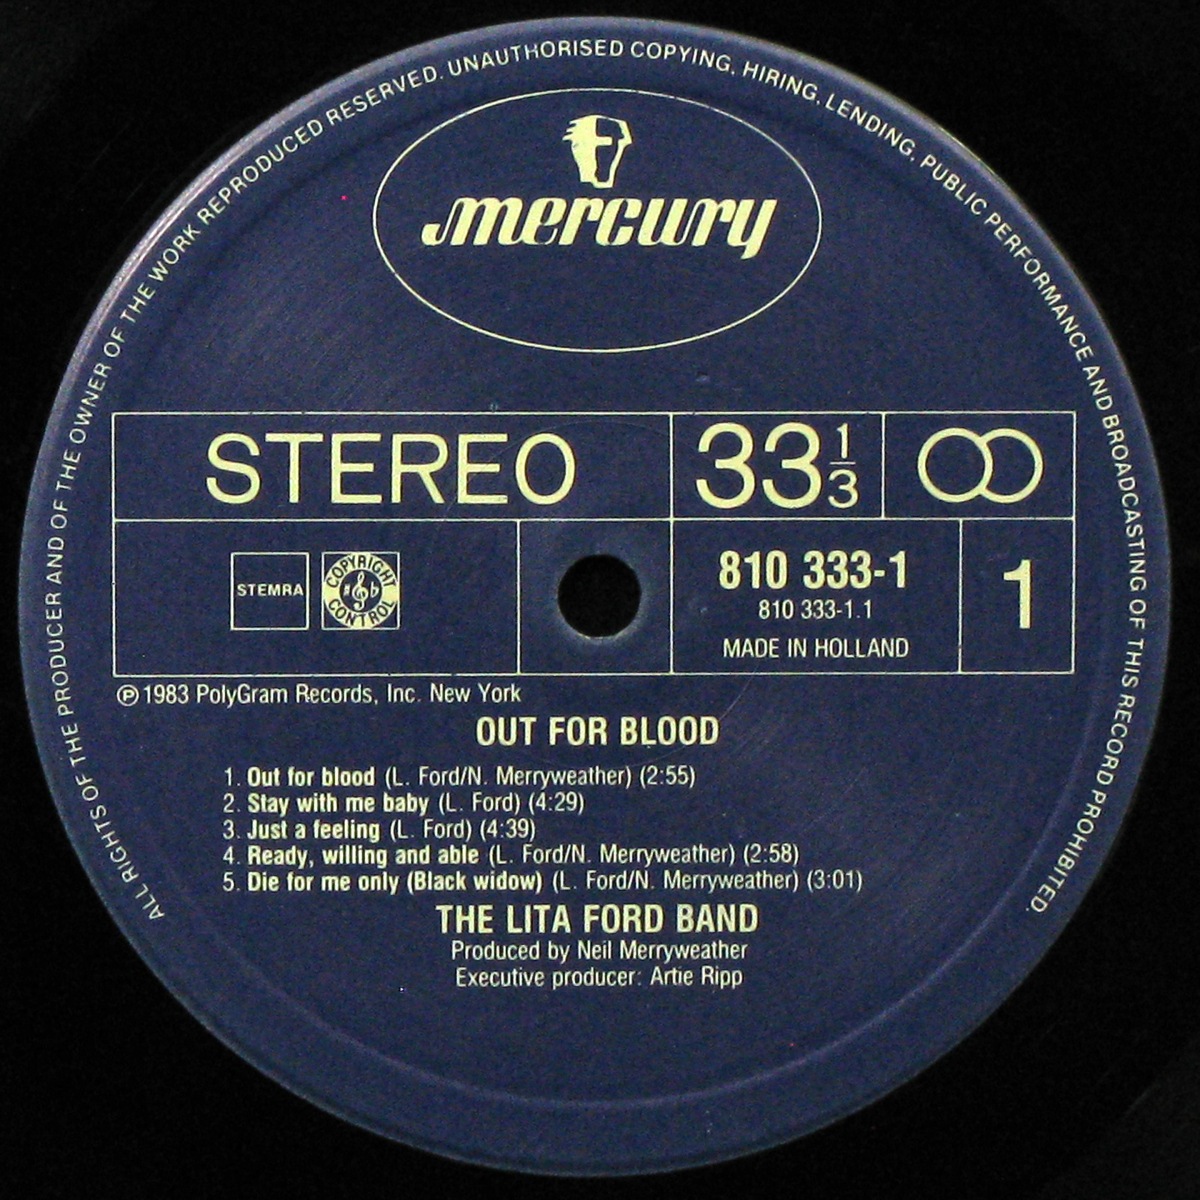 ALL RIGHTS OF THE PRODUCER AND OF THE OWNER OF THE WORK REPRODUCED RESERVED. UNAUTHORISED COPYING, HIRING, LENDING, PUBLIC PERFORMANCE AND BROADCASTING OF THIS RECORD PROHIBITED.
mercury
STEREO
33 1/3
STEMRA
COPYRIGHT CONTROL
810 333-1
810 333-1.1
MADE IN HOLLAND
1
℗ 1983 PolyGram Records, Inc. New York
OUT FOR BLOOD
1. Out for blood (L. Ford/N. Merryweather) (2:55)
2. Stay with me baby (L. Ford) (4:29)
3. Just a feeling (L. Ford) (4:39)
4. Ready, willing and able (L. Ford/N. Merryweather) (2:58)
5. Die for me only (Black widow) (L. Ford/N. Merryweather) (3:01)
THE LITA FORD BAND
Produced by Neil Merryweather
Executive producer: Artie Ripp